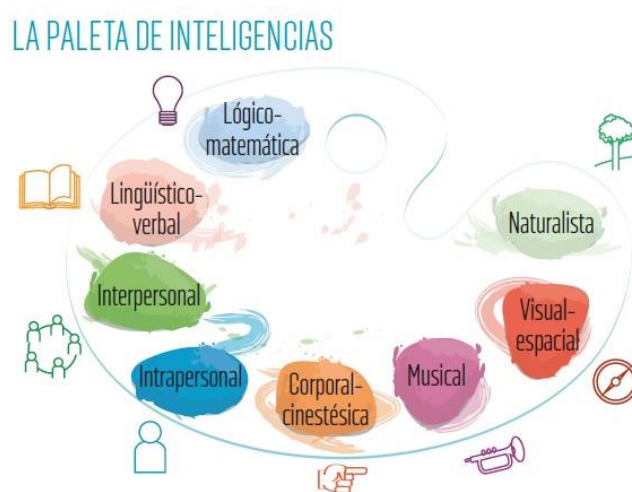 LA PALETA DE INTELIGENCIAS
Lógico-
matemática
Lingüístico-
verbal
Naturalista
Interpersonal
Visual-
espacial
Intrapersonal
Corporal-
cinestésica
Musical